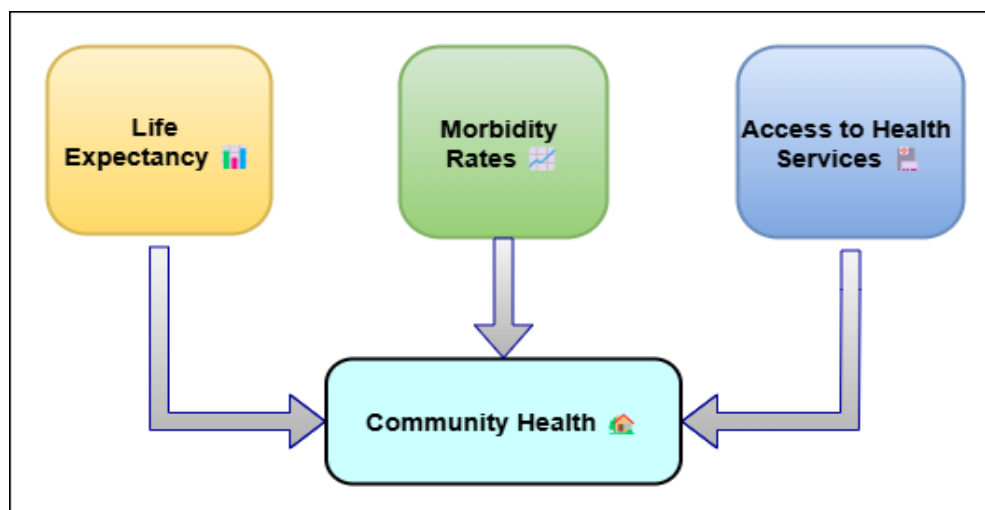 Life
Expectancy 📊
Morbidity
Rates 📈
Access to Health
Services 🏥
Community Health 🏡